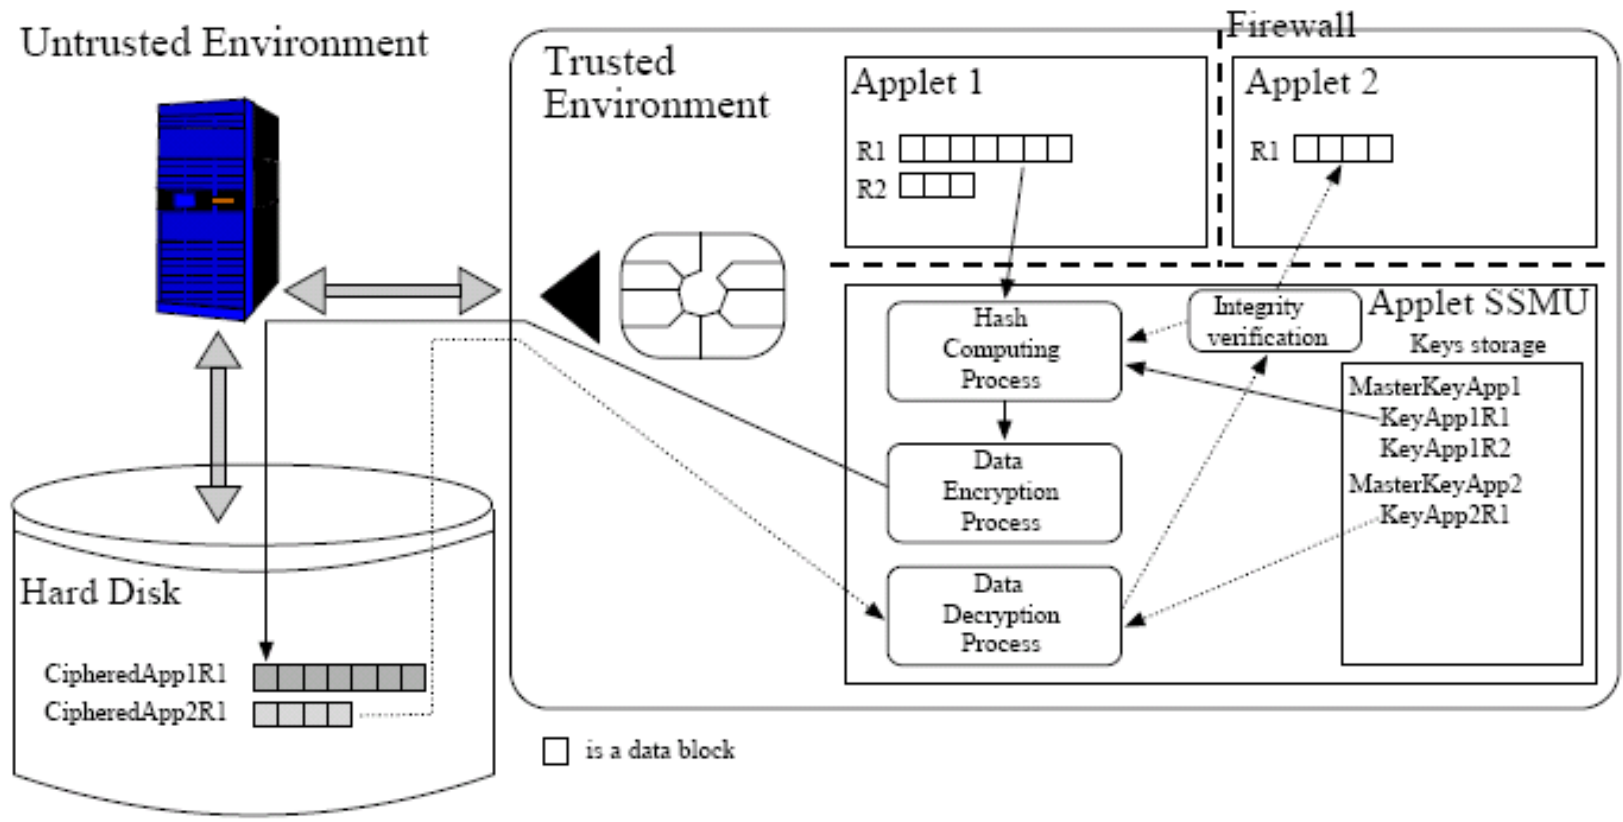 Untrusted Environment
Trusted
Environment
Firewall
Applet 1
R1
R2
Applet 2
R1
Applet SSMU
Hash
Computing
Process
Integrity
verification
Keys storage
MasterKeyApp1
KeyApp1R1
KeyApp1R2
MasterKeyApp2
KeyApp2R1
Data
Encryption
Process
Data
Decryption
Process
Hard Disk
CipheredApp1R1
CipheredApp2R1
is a data block